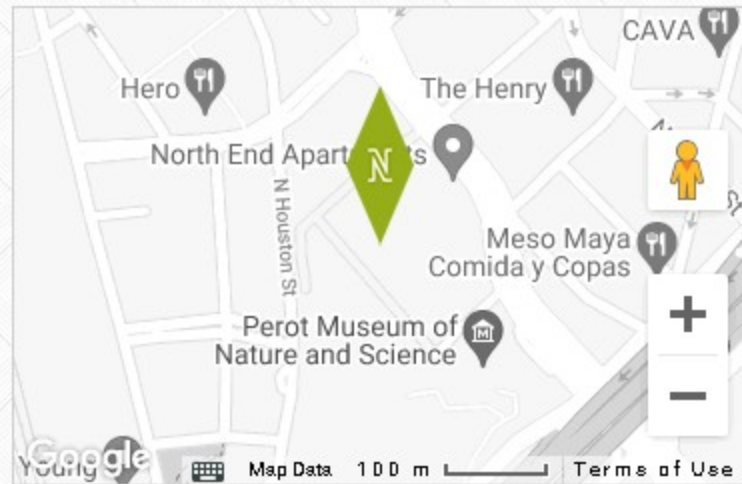 CAVA
Hero
The Henry
North End Apart
ts
N
N Houston St
Meso Maya
Comida y Copas
Perot Museum of
Nature and Science
M
+
−
Google
Young
Map Data
100 m
Terms of Use